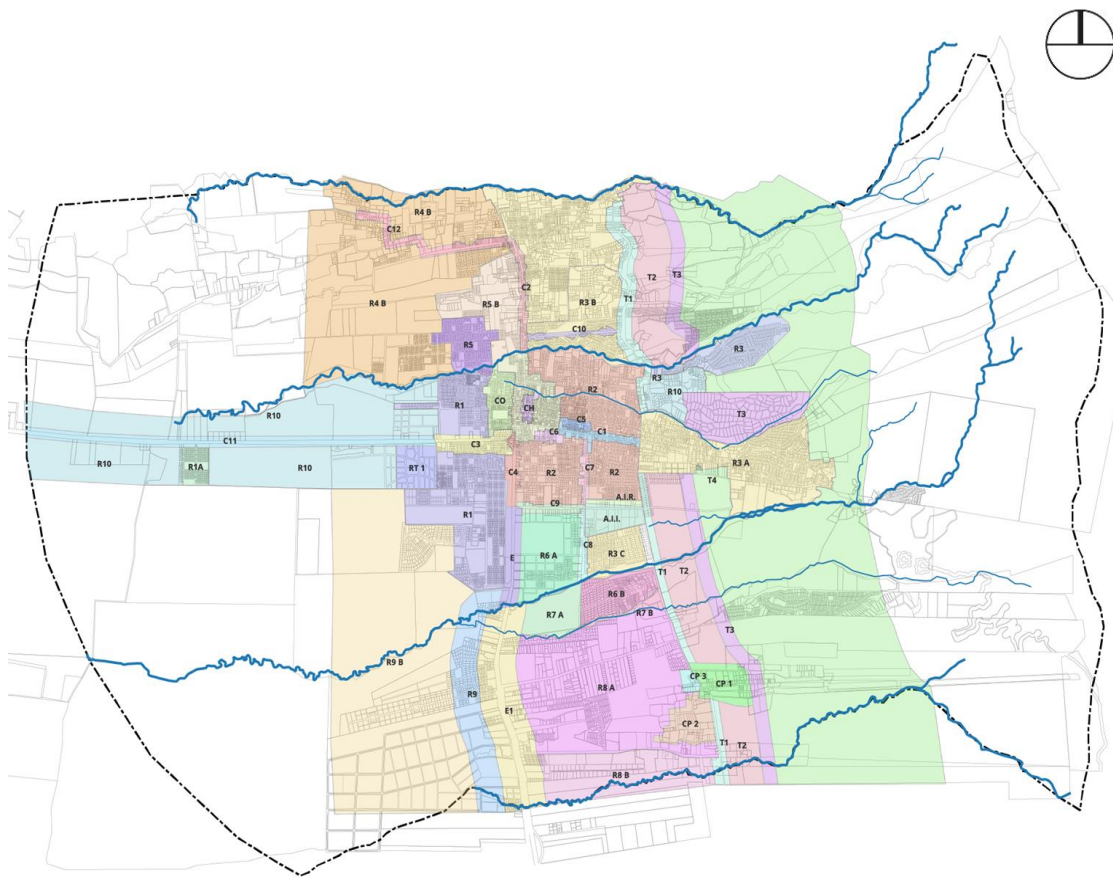 R4 B
C12
R4 B
C2
R5 B
R3 B
T1
T2
T3
C10
R5
R3
R3
R2
R10
R10
R1
CO
CH
C5
C6
C1
T3
C11
C3
R10
R1A
R10
RT 1
C4
R2
C7
R2
R3 A
T4
A.I.R.
C9
R1
A.I.I.
C8
E
R6 A
R3 C
T1
T2
R6 B
R7 A
R7 B
T3
R9 B
R9
R8 A
CP 3
CP 1
E1
CP 2
T1
T2
R8 B